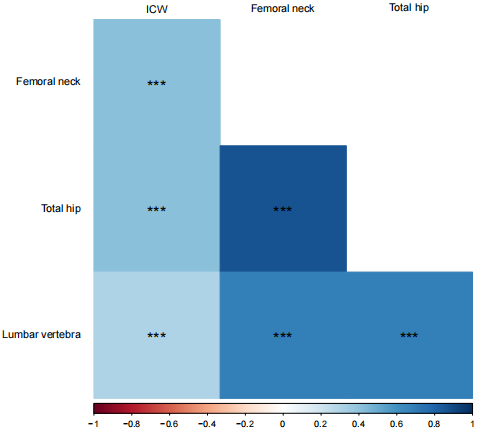 ICW Femoral neck Total hip
Femoral neck ***
Total hip *** ***
Lumbar vertebra *** *** ***
−1 −0.8 −0.6 −0.4 −0.2 0 0.2 0.4 0.6 0.8 1